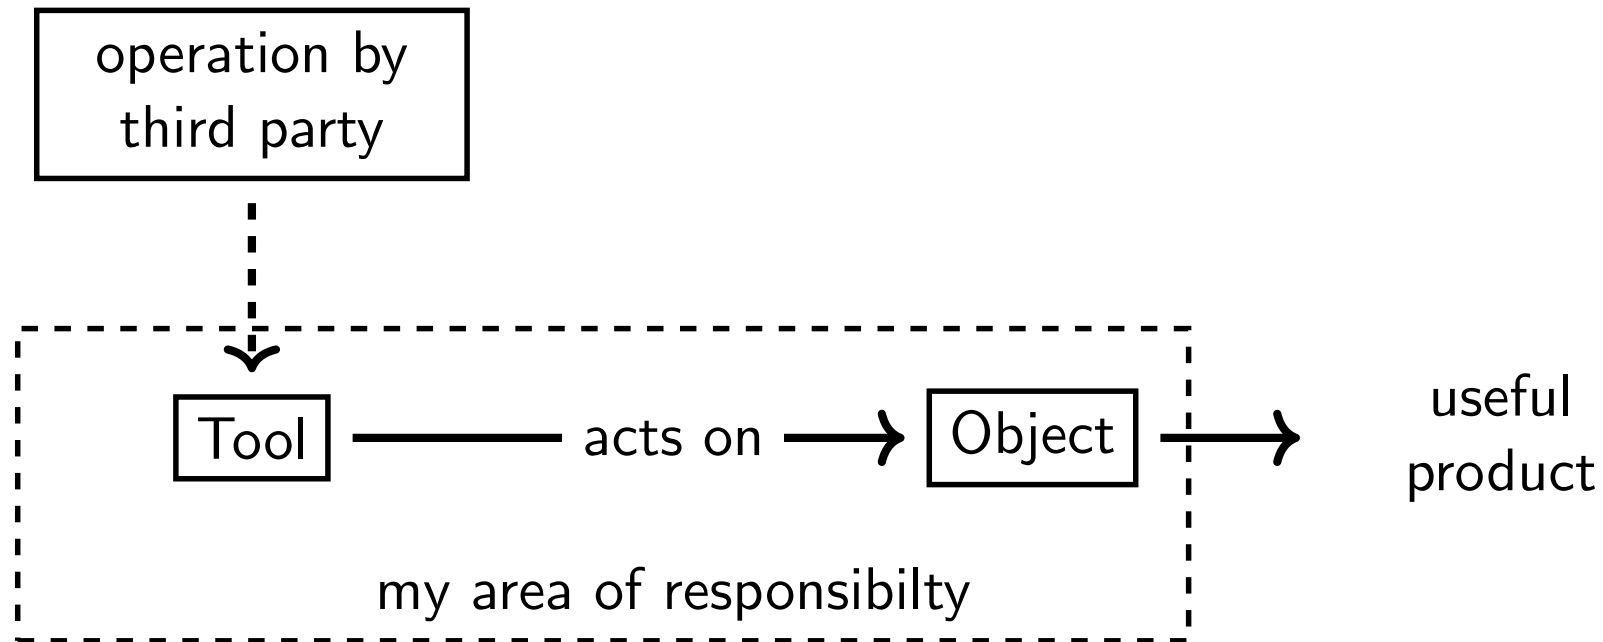 operation by
third party
Tool
acts on
Object
useful
product
my area of responsibilty